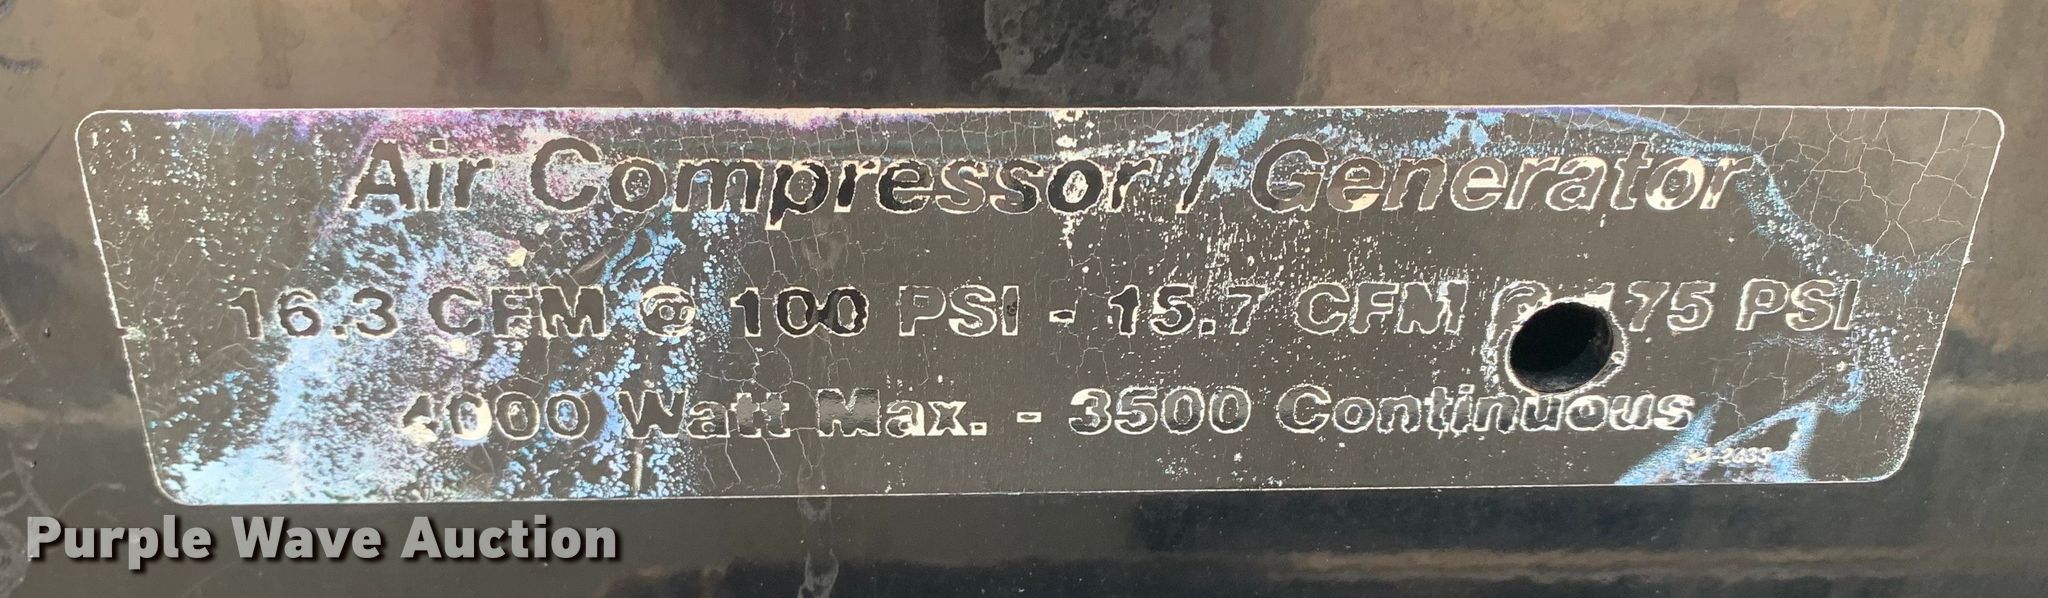 Air Compressor / Generator
16.3 CFM @ 100 PSI - 15.7 CFM @ 175 PSI
4000 Watt Max. - 3500 Continuous
Purple Wave Auction